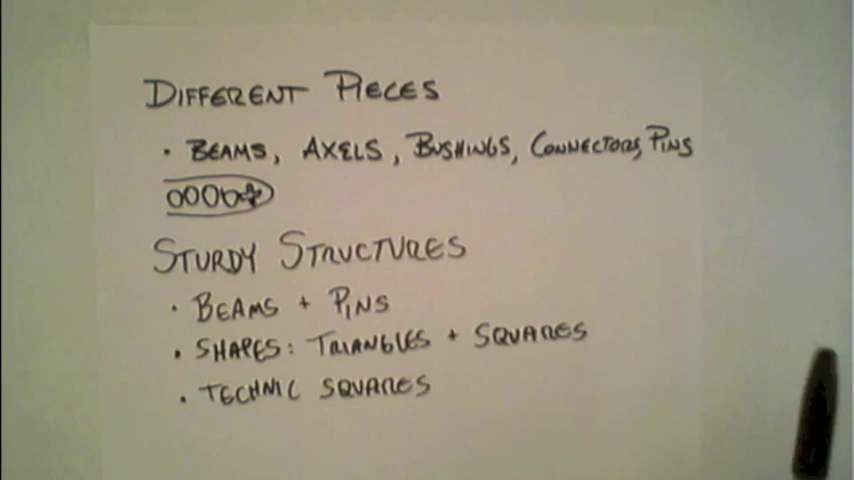 DIFFERENT PIECES
• BEAMS, AXELS, BUSHINGS, CONNECTORS, PINS
STURDY STRUCTURES
• BEAMS + PINS
• SHAPES: TRIANGLES + SQUARES
• TECHNIC SQUARES